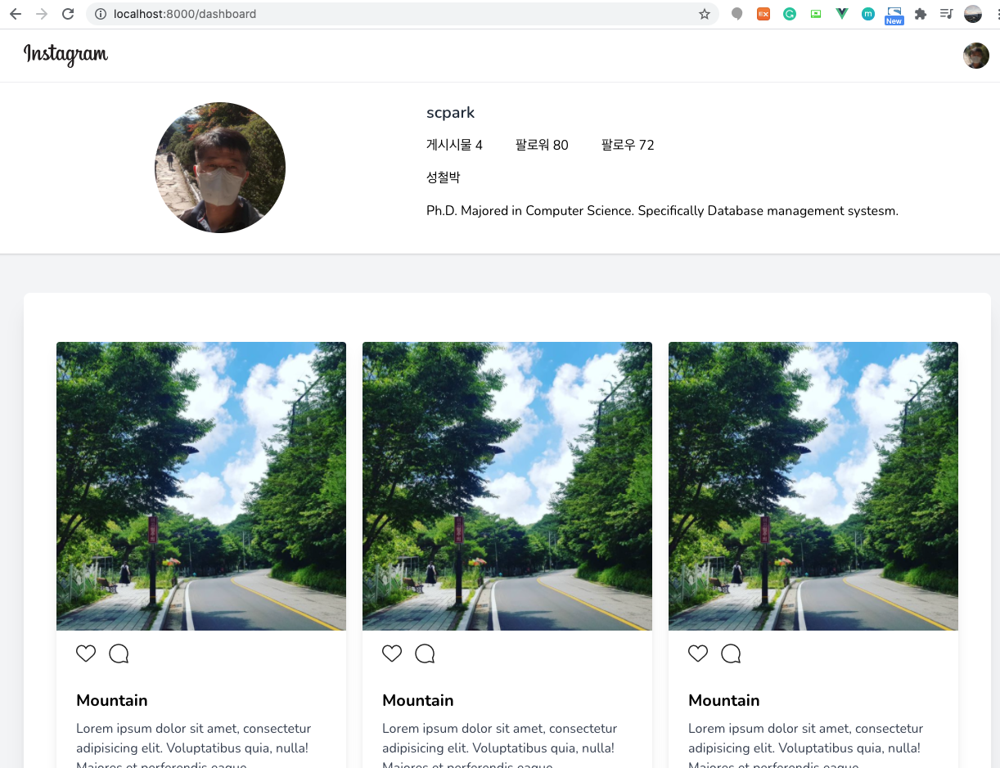 localhost:8000/dashboard
EX
m
New
Instagram
scpark
게시시물 4 팔로워 80 팔로우 72
성철박
Ph.D. Majored in Computer Science. Specifically Database management systesm.
Mountain Mountain Mountain
Lorem ipsum dolor sit amet, consectetur Lorem ipsum dolor sit amet, consectetur Lorem ipsum dolor sit amet, consectetur
adipisicing elit. Voluptatibus quia, nulla! adipisicing elit. Voluptatibus quia, nulla! adipisicing elit. Voluptatibus quia, nulla!
Maiores et perferendis eaque Maiores et perferendis eaque Maiores et perferendis eaque